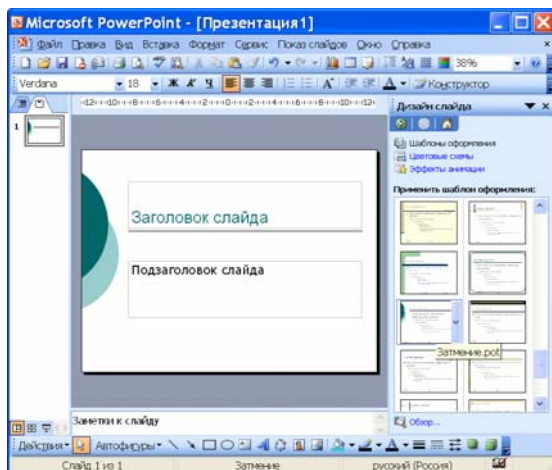 Microsoft PowerPoint - [Презентация1]
Файл Правка Вид Вставка Формат Сервис Показ слайдов Окно Справка
38%
Verdana 18 Ж К Ч Конструктор
Дизайн слайда
Шаблоны оформления
Цветовые схемы
Эффекты анимации
Применить шаблон оформления:
1
Заголовок слайда
Подзаголовок слайда
Затмение.pot
Заметки к слайду
Обзор...
Действия Автофигуры
Слайд 1 из 1 Затмение русский (Россия)